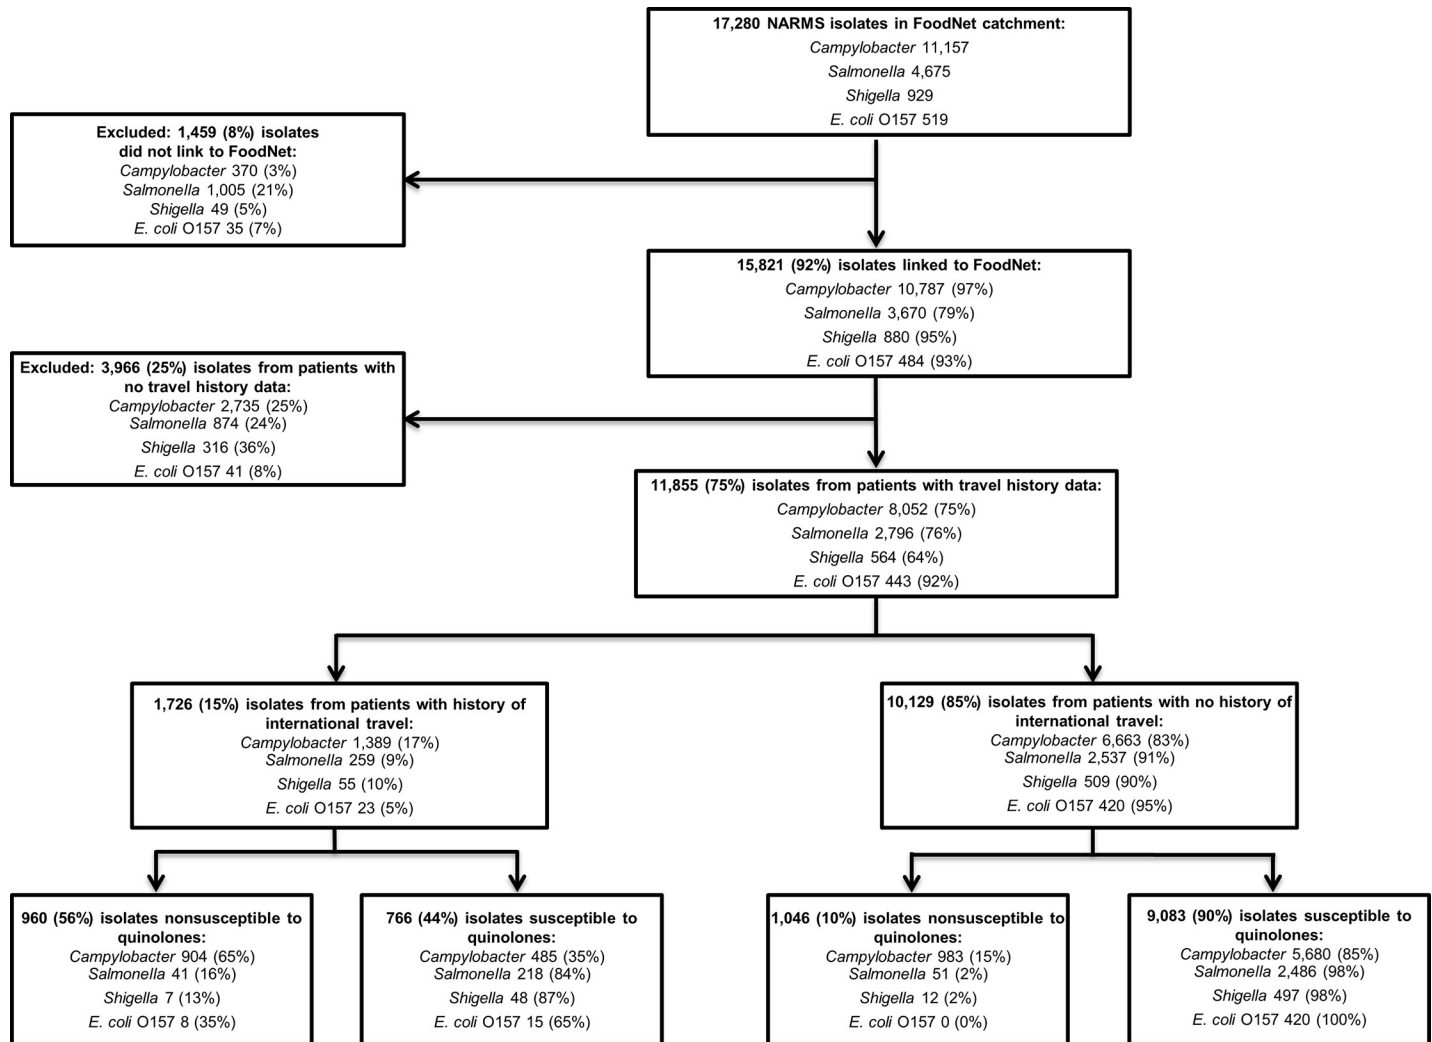 17,280 NARMS isolates in FoodNet catchment:
Campylobacter 11,157
Salmonella 4,675
Shigella 929
E. coli O157 519
Excluded: 1,459 (8%) isolates
did not link to FoodNet:
Campylobacter 370 (3%)
Salmonella 1,005 (21%)
Shigella 49 (5%)
E. coli O157 35 (7%)
15,821 (92%) isolates linked to FoodNet:
Campylobacter 10,787 (97%)
Salmonella 3,670 (79%)
Shigella 880 (95%)
E. coli O157 484 (93%)
Excluded: 3,966 (25%) isolates from patients with
no travel history data:
Campylobacter 2,735 (25%)
Salmonella 874 (24%)
Shigella 316 (36%)
E. coli O157 41 (8%)
11,855 (75%) isolates from patients with travel history data:
Campylobacter 8,052 (75%)
Salmonella 2,796 (76%)
Shigella 564 (64%)
E. coli O157 443 (92%)
1,726 (15%) isolates from patients with history of
international travel:
Campylobacter 1,389 (17%)
Salmonella 259 (9%)
Shigella 55 (10%)
E. coli O157 23 (5%)
10,129 (85%) isolates from patients with no history of
international travel:
Campylobacter 6,663 (83%)
Salmonella 2,537 (91%)
Shigella 509 (90%)
E. coli O157 420 (95%)
960 (56%) isolates nonsusceptible to
quinolones:
Campylobacter 904 (65%)
Salmonella 41 (16%)
Shigella 7 (13%)
E. coli O157 8 (35%)
766 (44%) isolates susceptible to
quinolones:
Campylobacter 485 (35%)
Salmonella 218 (84%)
Shigella 48 (87%)
E. coli O157 15 (65%)
1,046 (10%) isolates nonsusceptible to
quinolones:
Campylobacter 983 (15%)
Salmonella 51 (2%)
Shigella 12 (2%)
E. coli O157 0 (0%)
9,083 (90%) isolates susceptible to
quinolones:
Campylobacter 5,680 (85%)
Salmonella 2,486 (98%)
Shigella 497 (98%)
E. coli O157 420 (100%)